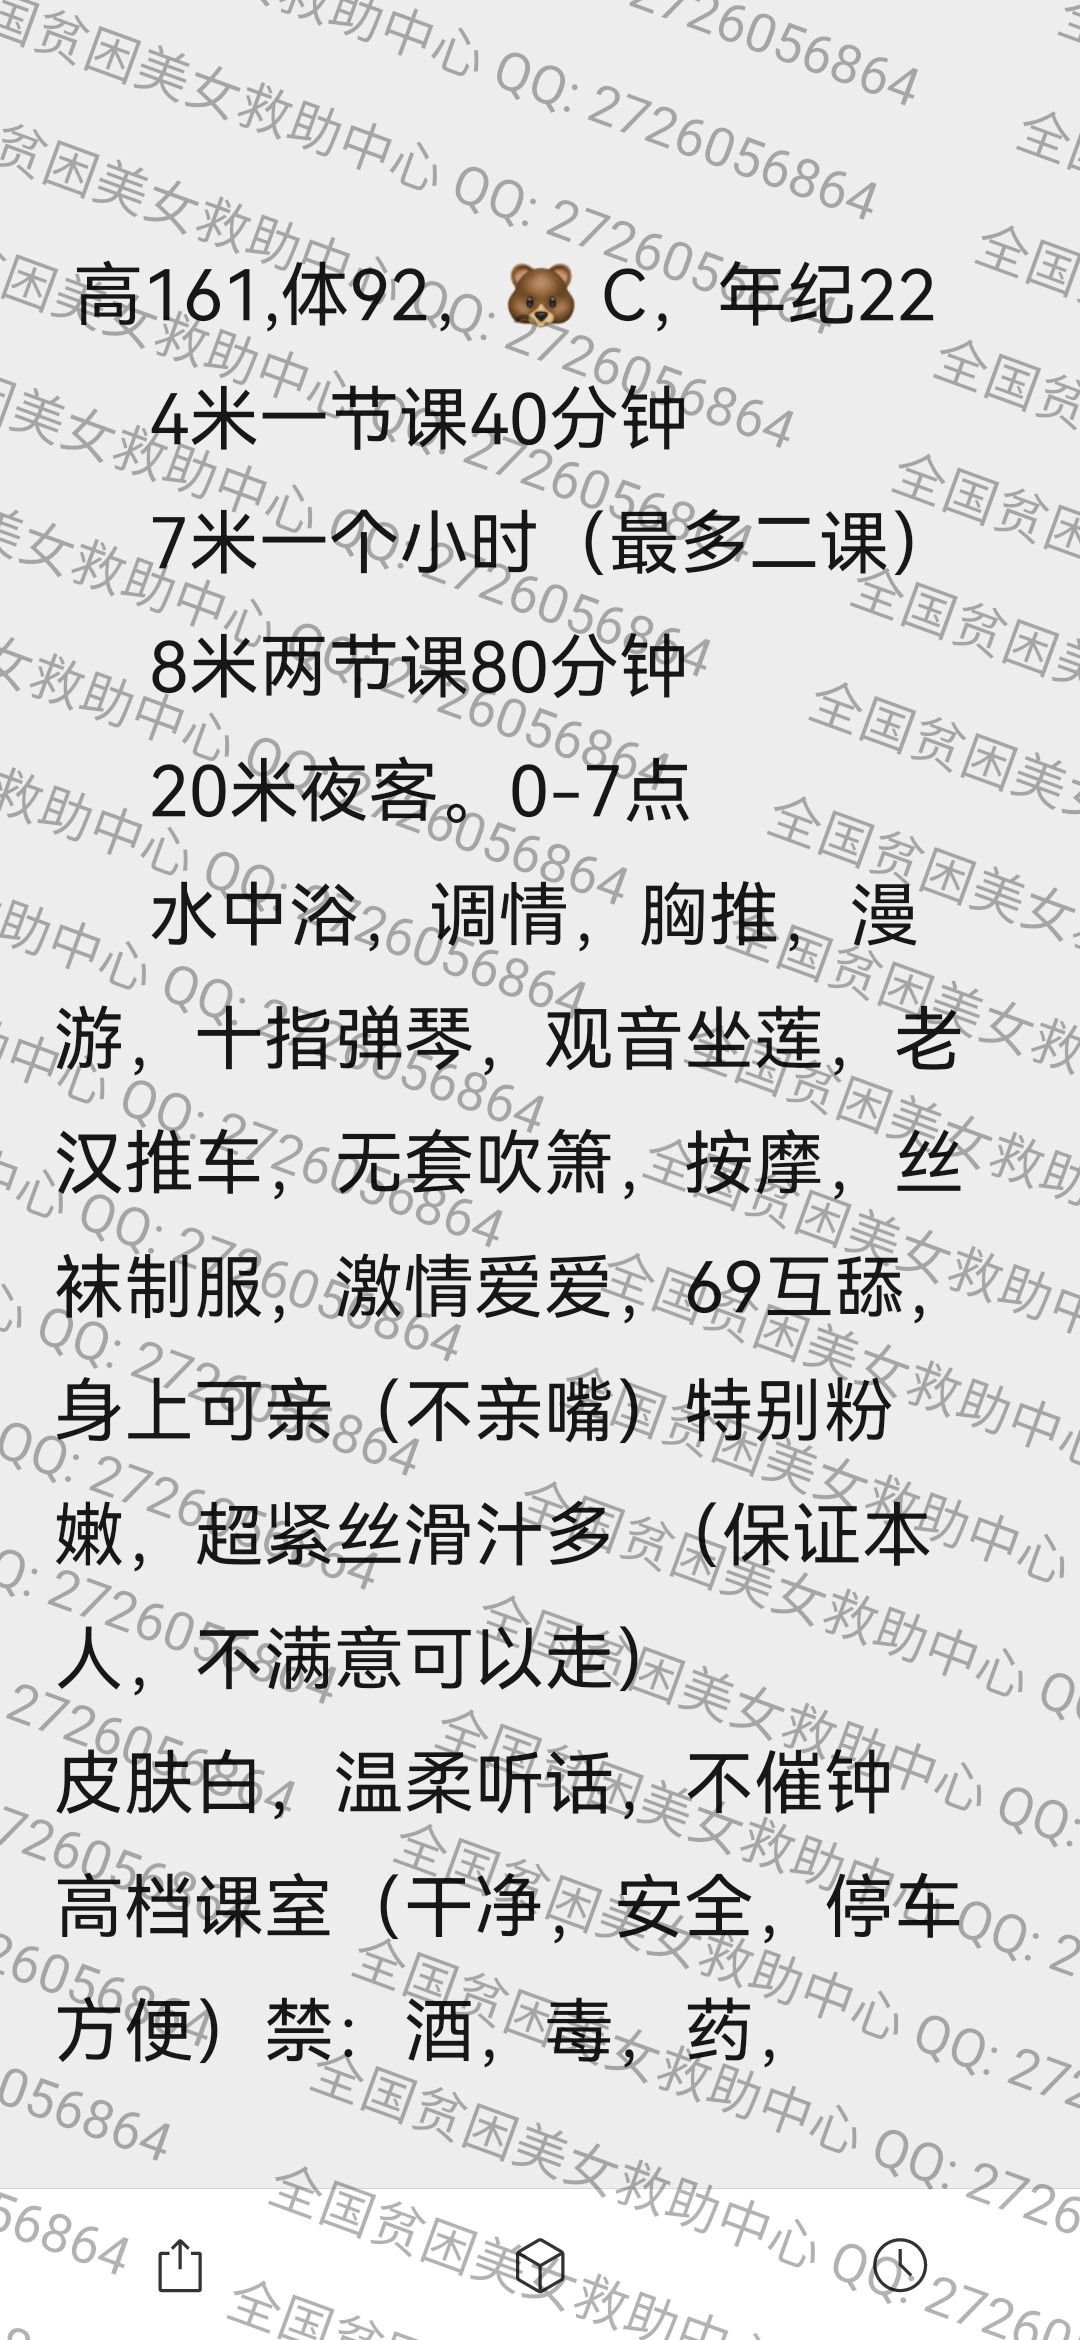 高161,体92，🐻 C，年纪22
4米一节课40分钟
7米一个小时（最多二课）
8米两节课80分钟
20米夜客。0-7点
水中浴，调情，胸推，漫
游，十指弹琴，观音坐莲，老
汉推车，无套吹箫，按摩，丝
袜制服，激情爱爱，69互舔，
身上可亲（不亲嘴）特别粉
嫩，超紧丝滑汁多 （保证本
人，不满意可以走）
皮肤白，温柔听话，不催钟
高档课室（干净，安全，停车
方便）禁：酒，毒，药，
全国贫困美女救助中心 QQ: 2726056864